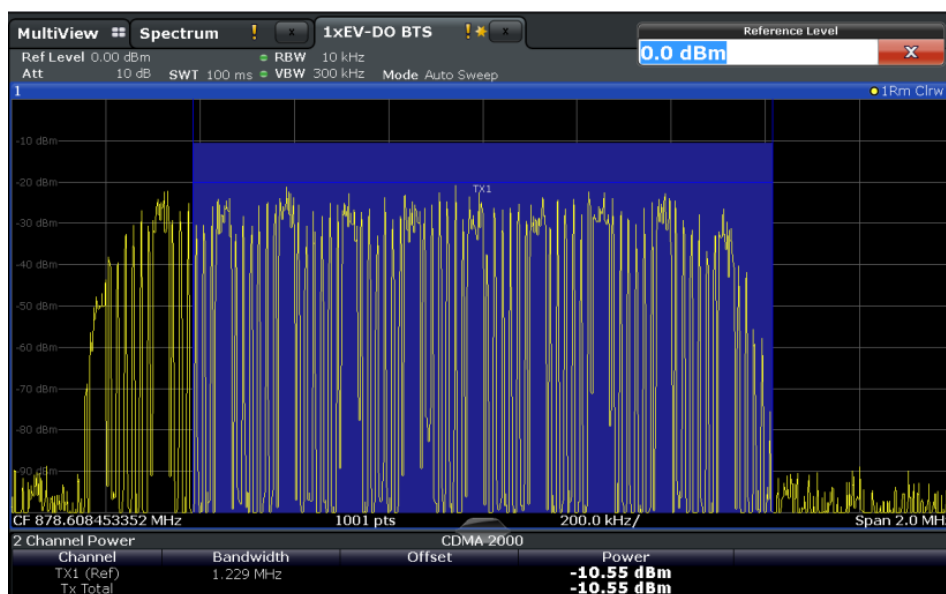 MultiView Spectrum ! x 1xEV-DO BTS ! x Reference Level
0.0 dBm X
Ref Level 0.00 dBm RBW 10 kHz
Att 10 dB SWT 100 ms VBW 300 kHz Mode Auto Sweep
1 1Rm Clrw
-10 dBm
-20 dBm
TX1
-30 dBm
-40 dBm
-50 dBm
-60 dBm
-70 dBm
-80 dBm
-90 dBm
CF 878.608453352 MHz 1001 pts 200.0 kHz/ Span 2.0 MH
2 Channel Power CDMA 2000
Channel Bandwidth Offset Power
TX1 (Ref) 1.229 MHz -10.55 dBm
Tx Total -10.55 dBm